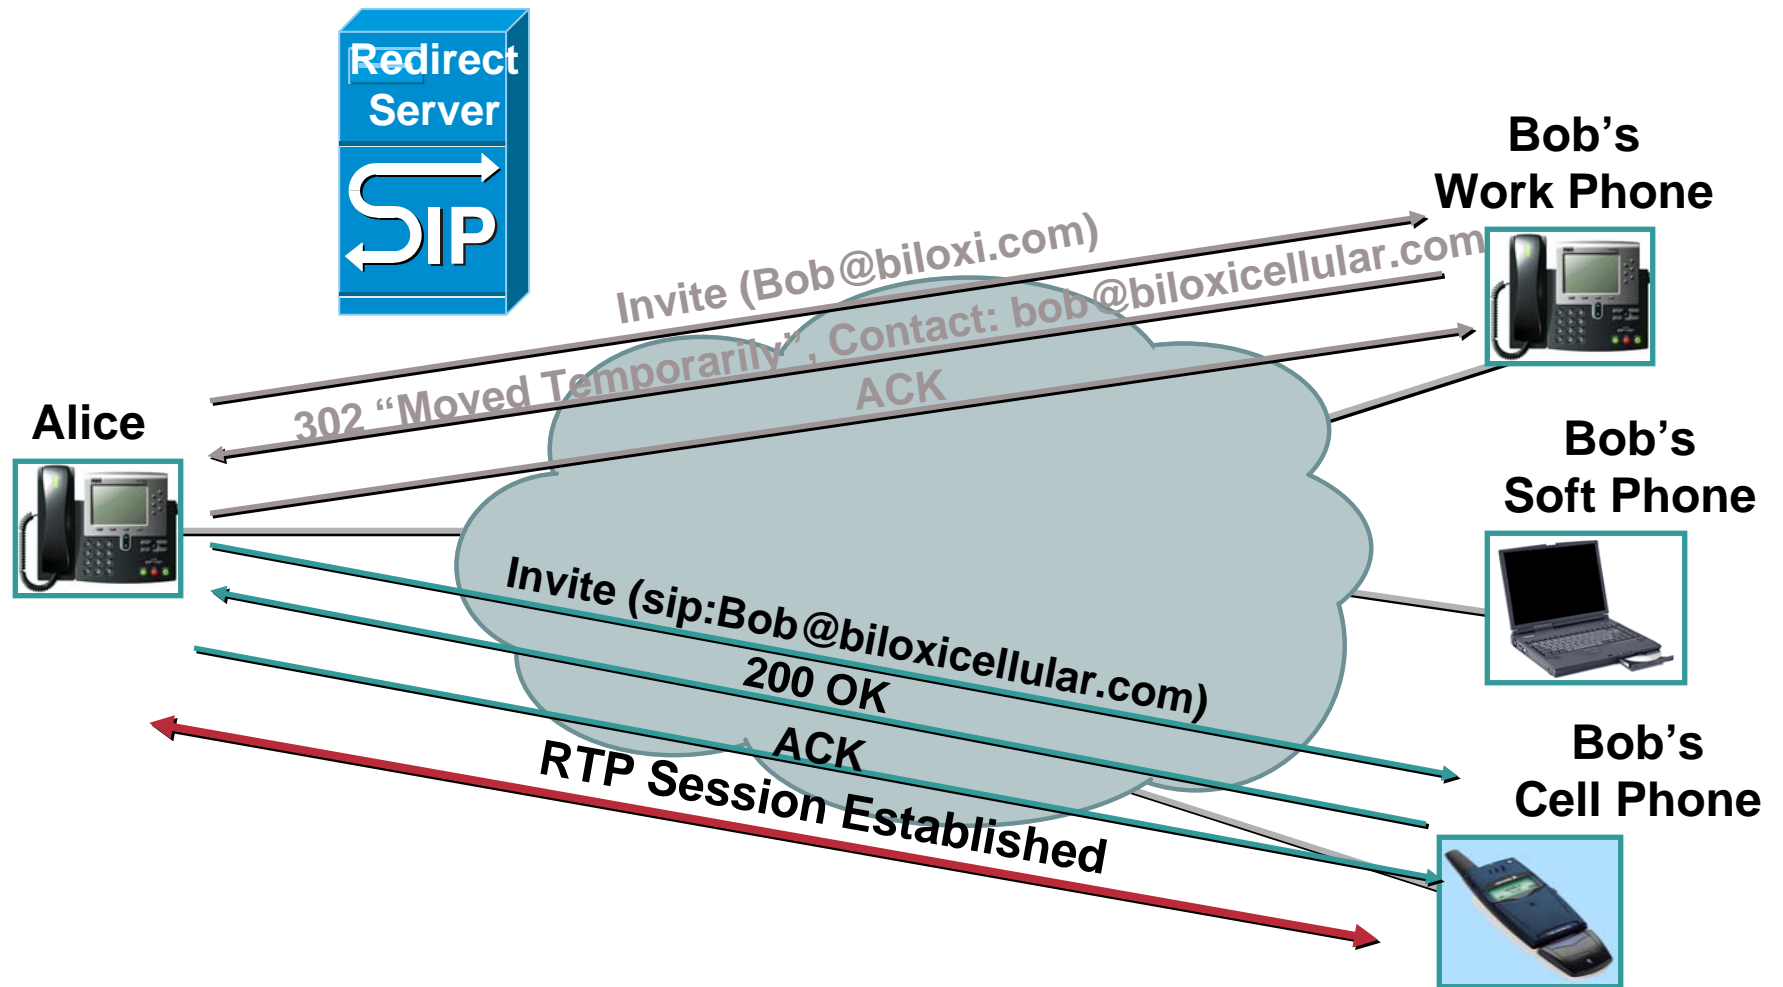 Redirect
Server
SIP
Bob’s
Work Phone
Invite (Bob@biloxi.com)
302 “Moved Temporarily”, Contact: bob@biloxicellular.com
ACK
Alice
Bob’s
Soft Phone
Invite (sip:Bob@biloxicellular.com)
200 OK
ACK
RTP Session Established
Bob’s
Cell Phone